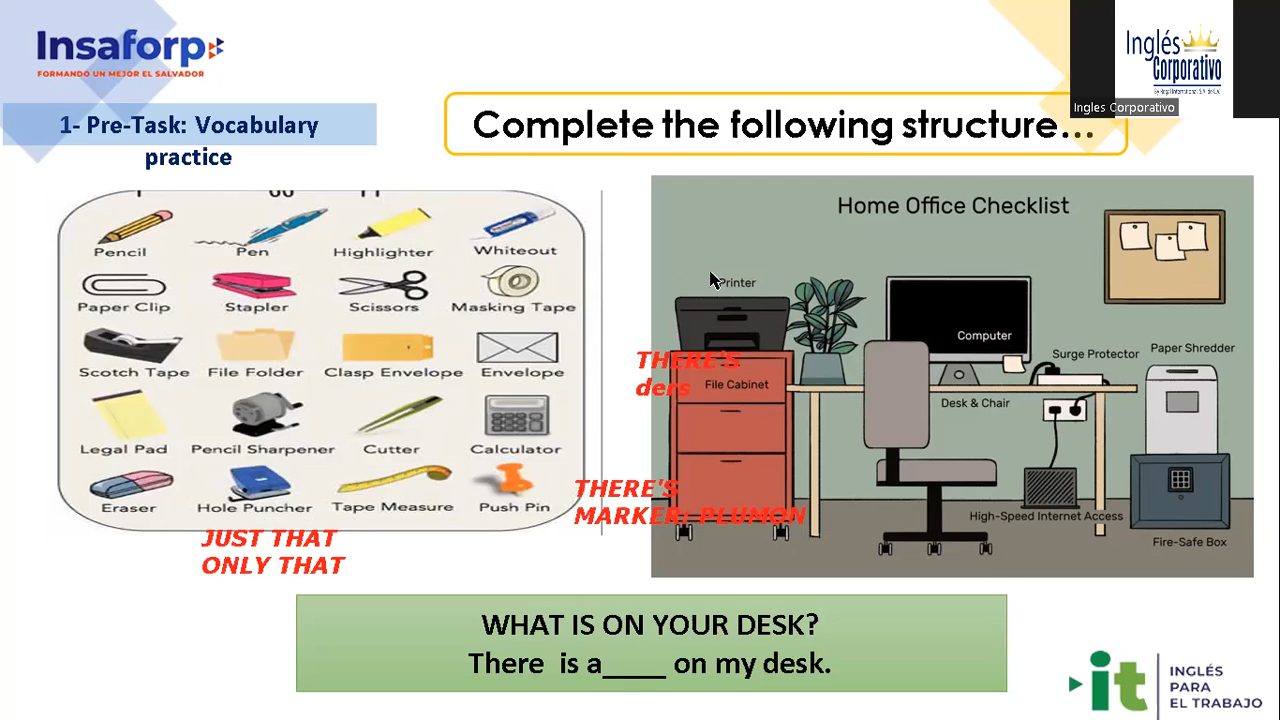 Insaforp
FORMANDO UN MEJOR EL SALVADOR
Inglés
Corporativo
Ingles Corporativo
1- Pre-Task: Vocabulary
practice
Complete the following structure...
Pencil
Pen
Highlighter
Whiteout
Paper Clip
Stapler
Scissors
Masking Tape
Scotch Tape
File Folder
Clasp Envelope
Envelope
Legal Pad
Pencil Sharpener
Cutter
Calculator
Eraser
Hole Puncher
Tape Measure
Push Pin
Home Office Checklist
Printer
Computer
Surge Protector
Paper Shredder
File Cabinet
Desk & Chair
High-Speed Internet Access
Fire-Safe Box
THERE'S
ders
THERE'S
MARKER: PLUMON
JUST THAT
ONLY THAT
WHAT IS ON YOUR DESK?
There is a____ on my desk.
it
INGLÉS
PARA
EL TRABAJO